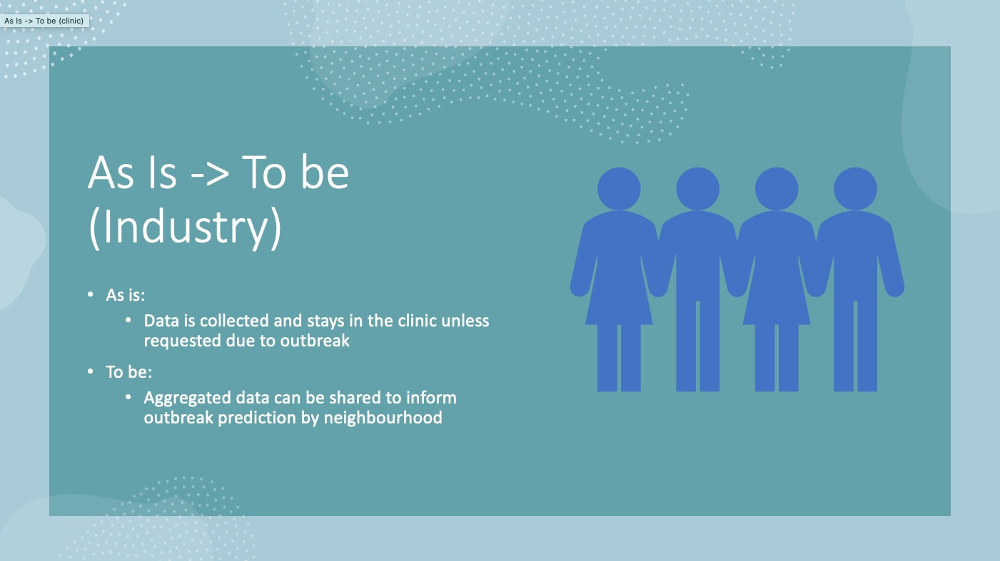 As Is -> To be (clinic)
As Is -> To be
(Industry)
• As is:
• Data is collected and stays in the clinic unless
requested due to outbreak
• To be:
• Aggregated data can be shared to inform
outbreak prediction by neighbourhood